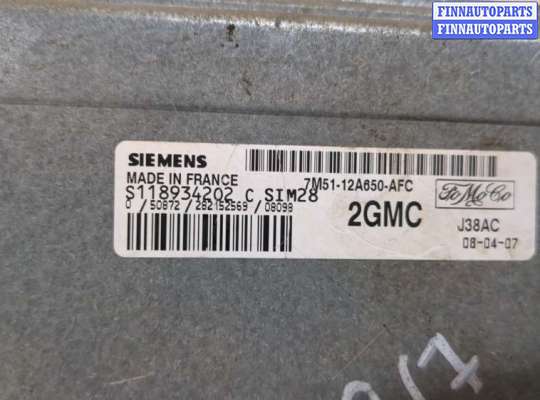 FINNAUTOPARTS
FINNAUTOPARTS
SIEMENS
MADE IN FRANCE
7M51-12A650-AFC
S118934202 C SIM28
0 / 50872 / 282152569 / 08099
2GMC
FoMoCo
J38AC
08-04-07